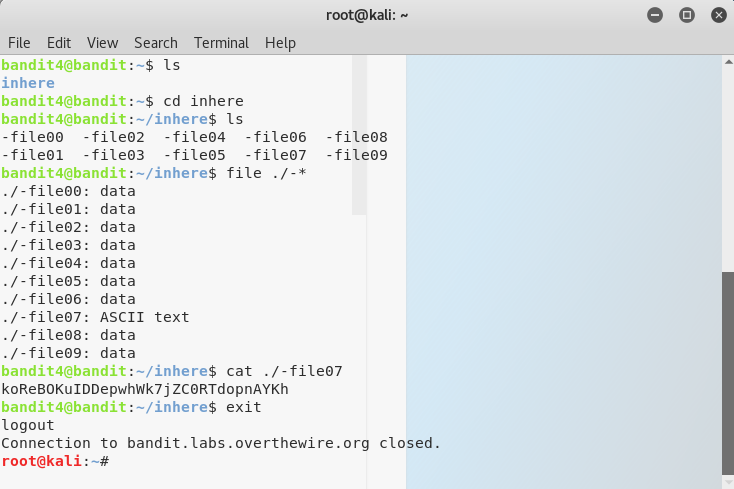 root@kali: ~
File Edit View Search Terminal Help
bandit4@bandit:~$ ls
inhere
bandit4@bandit:~$ cd inhere
bandit4@bandit:~/inhere$ ls
-file00 -file02 -file04 -file06 -file08
-file01 -file03 -file05 -file07 -file09
bandit4@bandit:~/inhere$ file ./-*
./-file00: data
./-file01: data
./-file02: data
./-file03: data
./-file04: data
./-file05: data
./-file06: data
./-file07: ASCII text
./-file08: data
./-file09: data
bandit4@bandit:~/inhere$ cat ./-file07
koReBOKuIDDepwhWk7jZC0RTdopnAYKh
bandit4@bandit:~/inhere$ exit
logout
Connection to bandit.labs.overthewire.org closed.
root@kali:~#